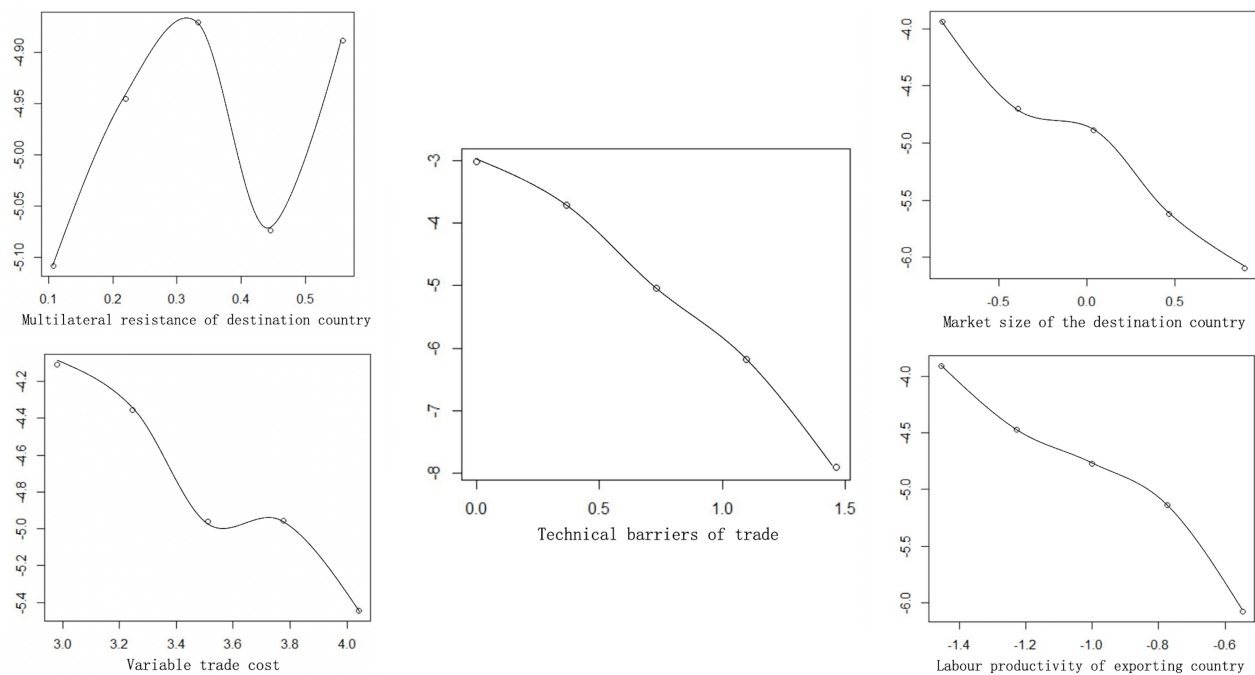 -4.90
-4.95
-5.00
-5.05
-5.10
0.1 0.2 0.3 0.4 0.5
Multilateral resistance of destination country
-4.2
-4.4
-4.6
-4.8
-5.0
-5.2
-5.4
3.0 3.2 3.4 3.6 3.8 4.0
Variable trade cost
-3
-4
-5
-6
-7
-8
0.0 0.5 1.0 1.5
Technical barriers of trade
-4.0
-4.5
-5.0
-5.5
-6.0
-0.5 0.0 0.5
Market size of the destination country
-4.0
-4.5
-5.0
-5.5
-6.0
-1.4 -1.2 -1.0 -0.8 -0.6
Labour productivity of exporting country